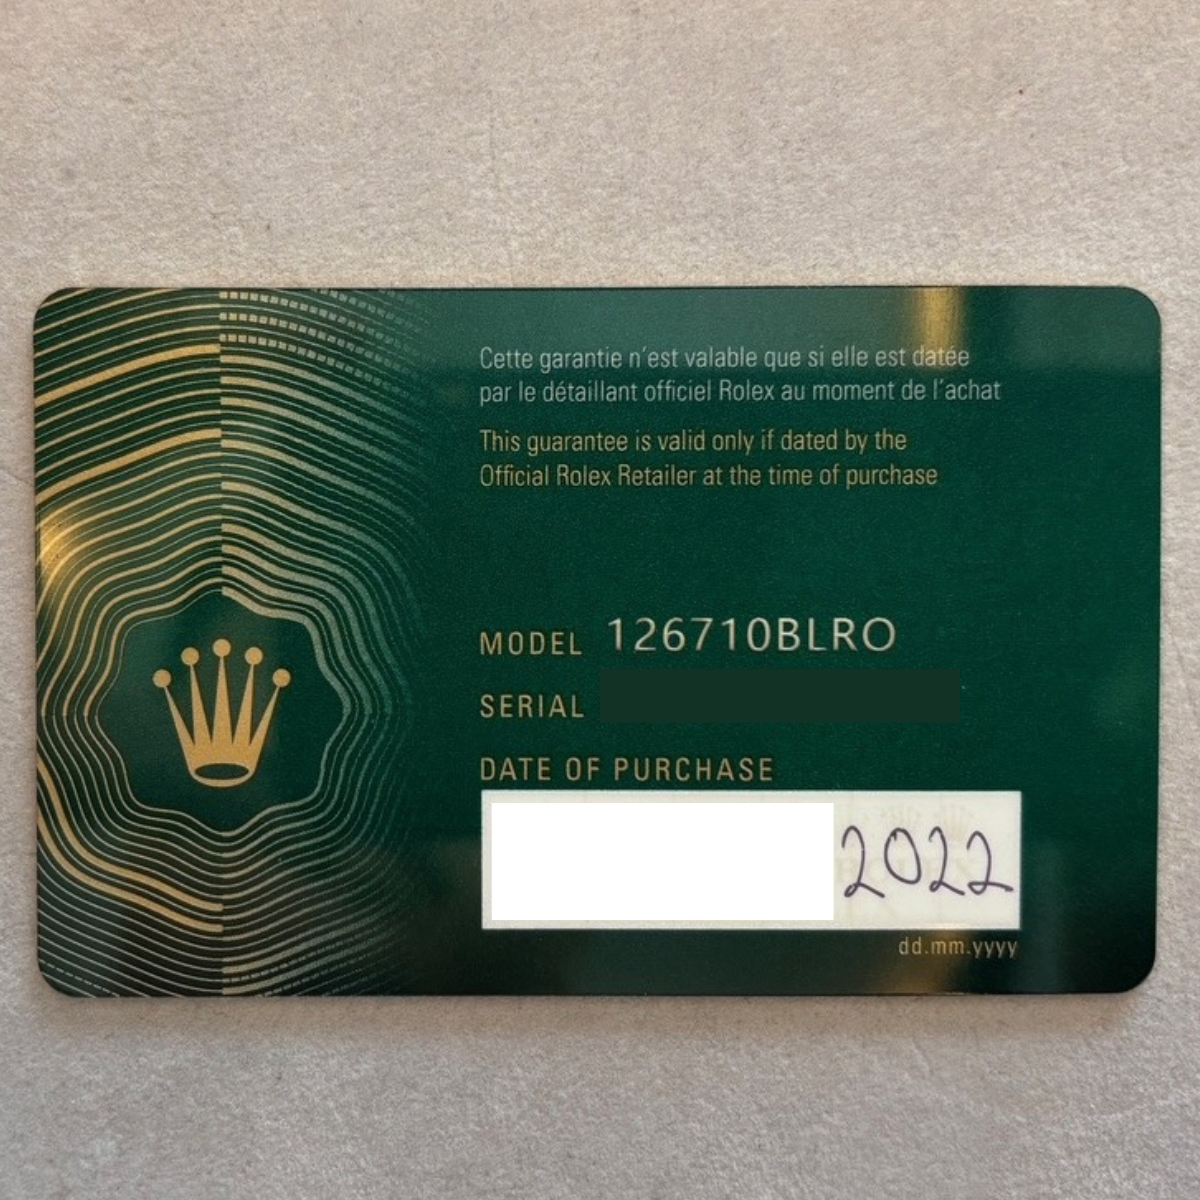 Cette garantie n'est valable que si elle est datée
par le détaillant officiel Rolex au moment de l'achat
This guarantee is valid only if dated by the
Official Rolex Retailer at the time of purchase
MODEL 126710BLRO
SERIAL
DATE OF PURCHASE
2022
dd.mm.yyyy